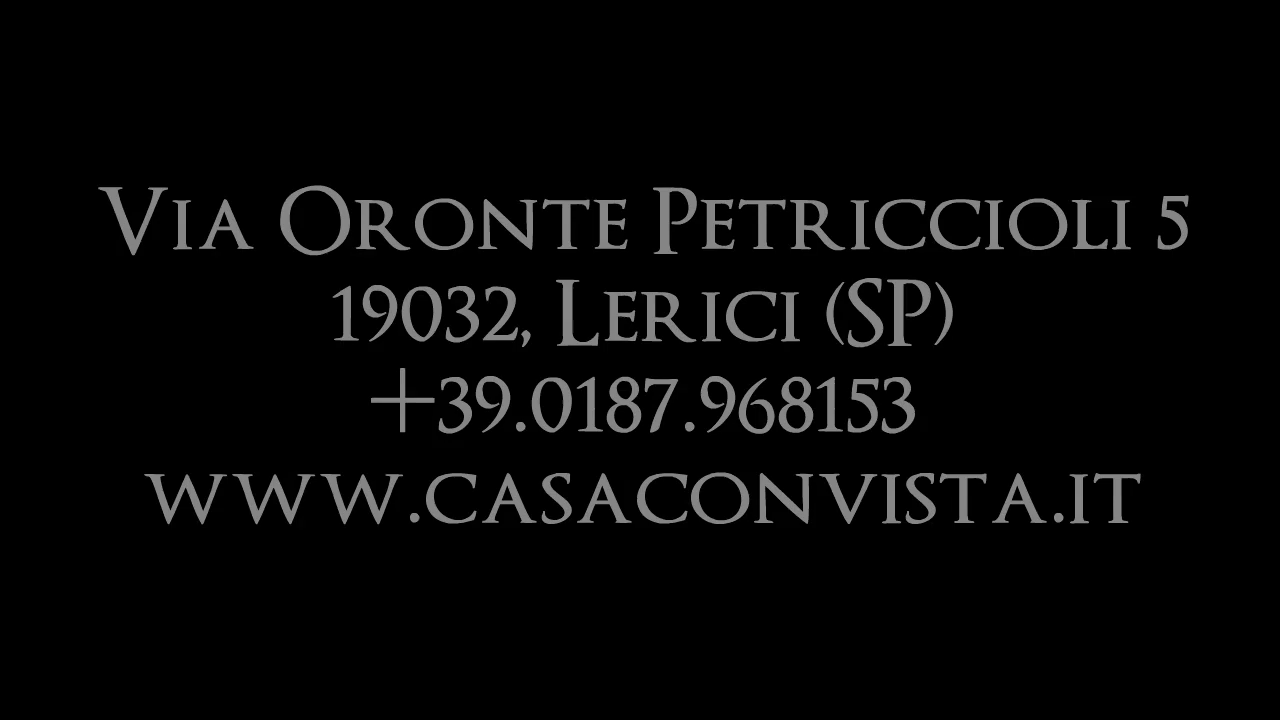 Via Oronte Petriccioli 5
19032, Lerici (SP)
+39.0187.968153
www.casaconvista.it